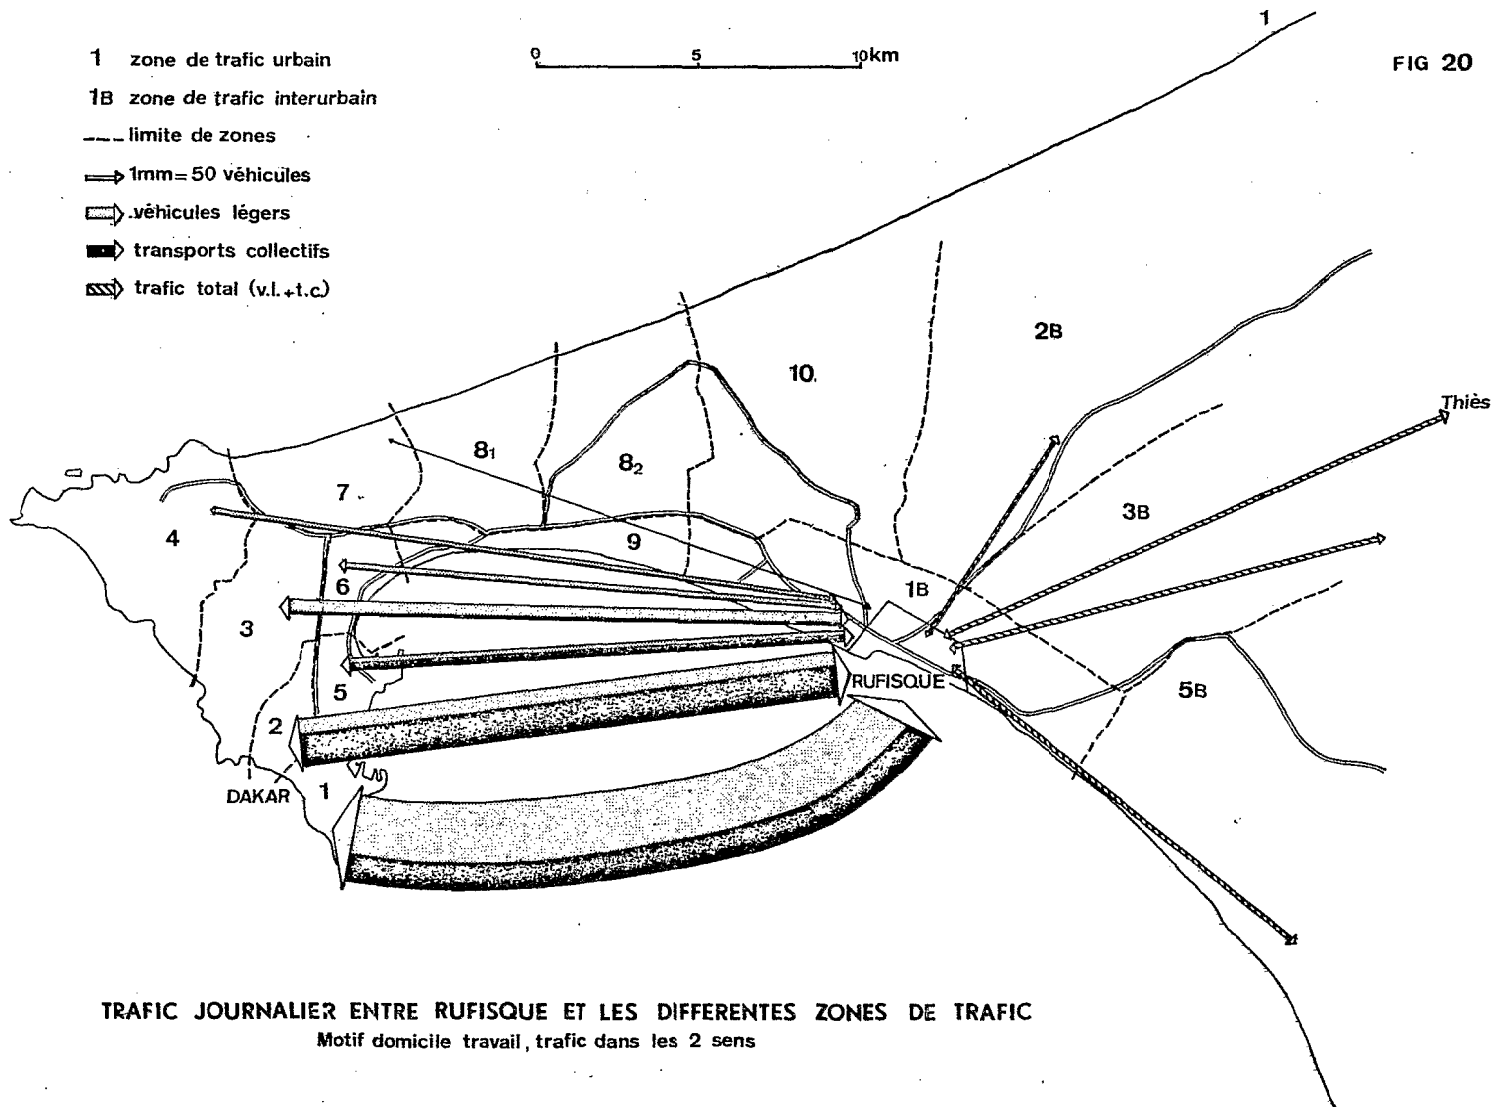 1
1 zone de trafic urbain
0 5 10km
FIG 20
1B zone de trafic interurbain
limite de zones
1mm=50 véhicules
véhicules légers
transports collectifs
trafic total (v.l.+t.c.)
2B
10
Thiès
81
82
7
3B
4
9
6
1B
3
RUFISQUE
5
5B
2
DAKAR
1
TRAFIC JOURNALIER ENTRE RUFISQUE ET LES DIFFERENTES ZONES DE TRAFIC
Motif domicile travail, trafic dans les 2 sens